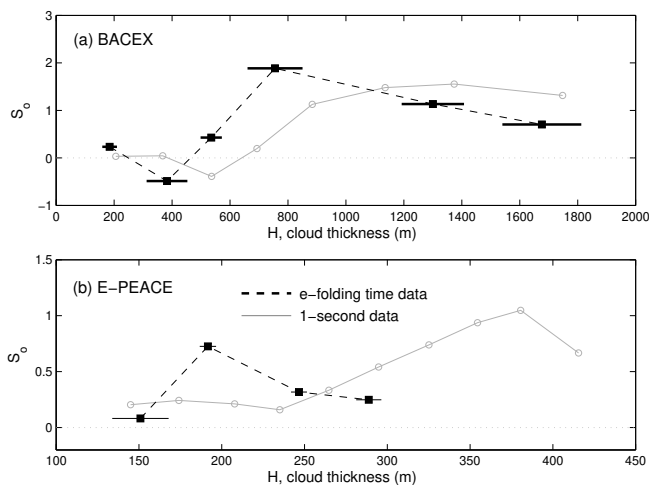 (a) BACEX
3
2
1
0
−1
S_o
0 200 400 600 800 1000 1200 1400 1600 1800 2000
H, cloud thickness (m)
(b) E−PEACE
e−folding time data
1−second data
1.5
1
0.5
0
S_o
100 150 200 250 300 350 400 450
H, cloud thickness (m)